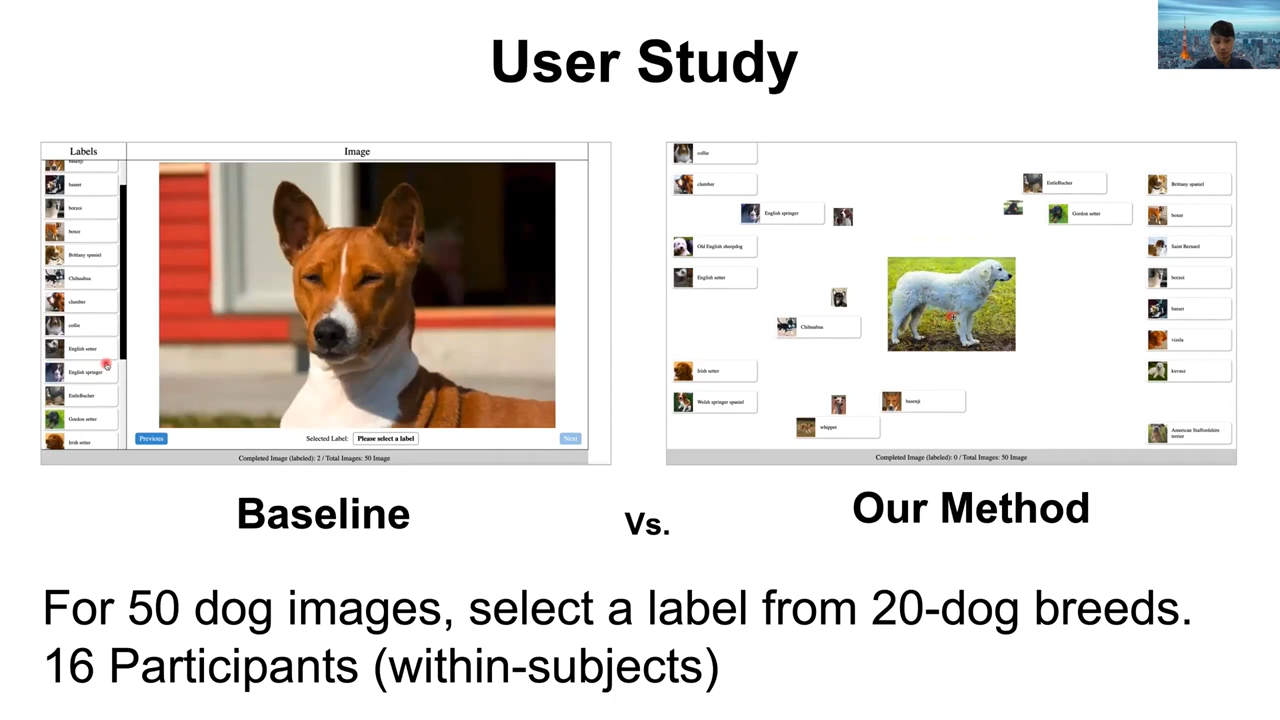 User Study
Labels
Image
basenji
basset
borzoi
boxer
Brittany spaniel
Chihuahua
clumber
collie
English setter
English springer
EntleBucher
Gordon setter
Irish setter
Previous
Selected Label: Please select a label
Next
Completed Image (labeled): 2 / Total Images: 50 Image
collie
clumber
English springer
Old English sheepdog
English setter
Chihuahua
Irish setter
Welsh springer spaniel
whippet
basenji
EntleBucher
Gordon setter
Brittany spaniel
boxer
Saint Bernard
borzoi
basset
vizsla
kuvasz
American Staffordshire
terrier
Completed Image (labeled): 0 / Total Images: 50 Image
Baseline
Vs.
Our Method
For 50 dog images, select a label from 20-dog breeds.
16 Participants (within-subjects)